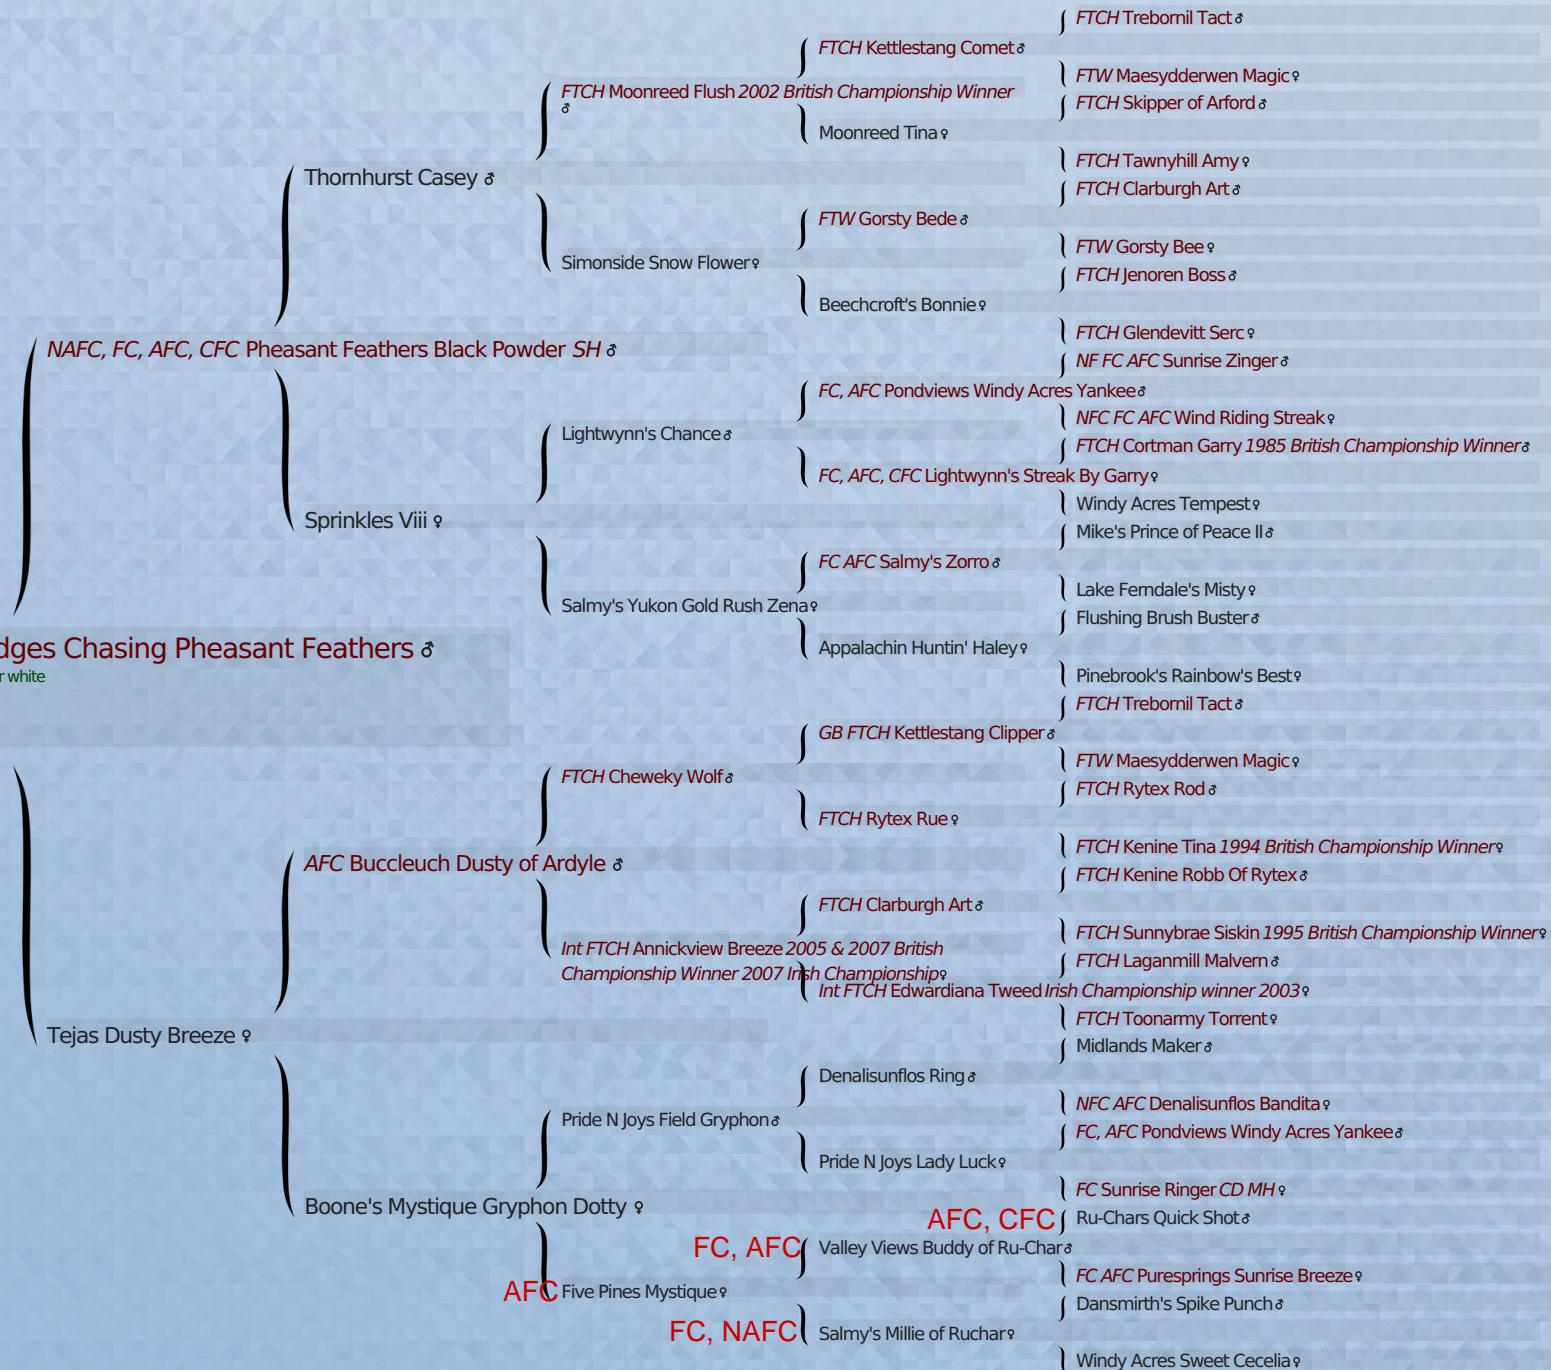 FTCH Trebornil Tact ♂
FTCH Kettlestang Comet ♂
FTW Maesydderwen Magic ♀
FTCH Moonreed Flush 2002 British Championship Winner
♂
FTCH Skipper of Arford ♂
Moonreed Tina ♀
FTCH Tawnyhill Amy ♀
Thornhurst Casey ♂
FTCH Clarburgh Art ♂
FTW Gorsty Bede ♂
FTW Gorsty Bee ♀
Simonside Snow Flower ♀
FTCH Jenoren Boss ♂
Beechcroft's Bonnie ♀
FTCH Glendevitt Serc ♀
NAFC, FC, AFC, CFC Pheasant Feathers Black Powder SH ♂
NF FC AFC Sunrise Zinger ♂
FC, AFC Pondviews Windy Acres Yankee ♂
NFC FC AFC Wind Riding Streak ♀
Lightwynn's Chance ♂
FTCH Cortman Garry 1985 British Championship Winner ♂
FC, AFC, CFC Lightwynn's Streak By Garry ♀
Windy Acres Tempest ♀
Sprinkles Viii ♀
Mike's Prince of Peace II ♂
FC AFC Salmy's Zorro ♂
Lake Ferndale's Misty ♀
Salmy's Yukon Gold Rush Zena ♀
Flushing Brush Buster ♂
Appalachin Huntin' Haley ♀
dges Chasing Pheasant Feathers ♂
r white
Pinebrook's Rainbow's Best ♀
FTCH Trebornil Tact ♂
GB FTCH Kettlestang Clipper ♂
FTW Maesydderwen Magic ♀
FTCH Cheweky Wolf ♂
FTCH Rytex Rod ♂
FTCH Rytex Rue ♀
FTCH Kenine Tina 1994 British Championship Winner ♀
AFC Buccleuch Dusty of Ardyle ♂
FTCH Kenine Robb Of Rytex ♂
FTCH Clarburgh Art ♂
FTCH Sunnybrae Siskin 1995 British Championship Winner ♀
Int FTCH Annickview Breeze 2005 & 2007 British
Championship Winner 2007 Irish Championship ♀
FTCH Laganmill Malvern ♂
Int FTCH Edwardiana Tweed Irish Championship winner 2003 ♀
FTCH Toonarmy Torrent ♀
Tejas Dusty Breeze ♀
Midlands Maker ♂
Denalisunflos Ring ♂
NFC AFC Denalisunflos Bandita ♀
Pride N Joys Field Gryphon ♂
FC, AFC Pondviews Windy Acres Yankee ♂
Pride N Joys Lady Luck ♀
FC Sunrise Ringer CD MH ♀
Boone's Mystique Gryphon Dotty ♀
AFC, CFC Ru-Chars Quick Shot ♂
FC, AFC Valley Views Buddy of Ru-Char ♂
FC AFC Puresprings Sunrise Breeze ♀
AFC Five Pines Mystique ♀
Dansmirth's Spike Punch ♂
FC, NAFC Salmy's Millie of Ruchar ♀
Windy Acres Sweet Cecelia ♀